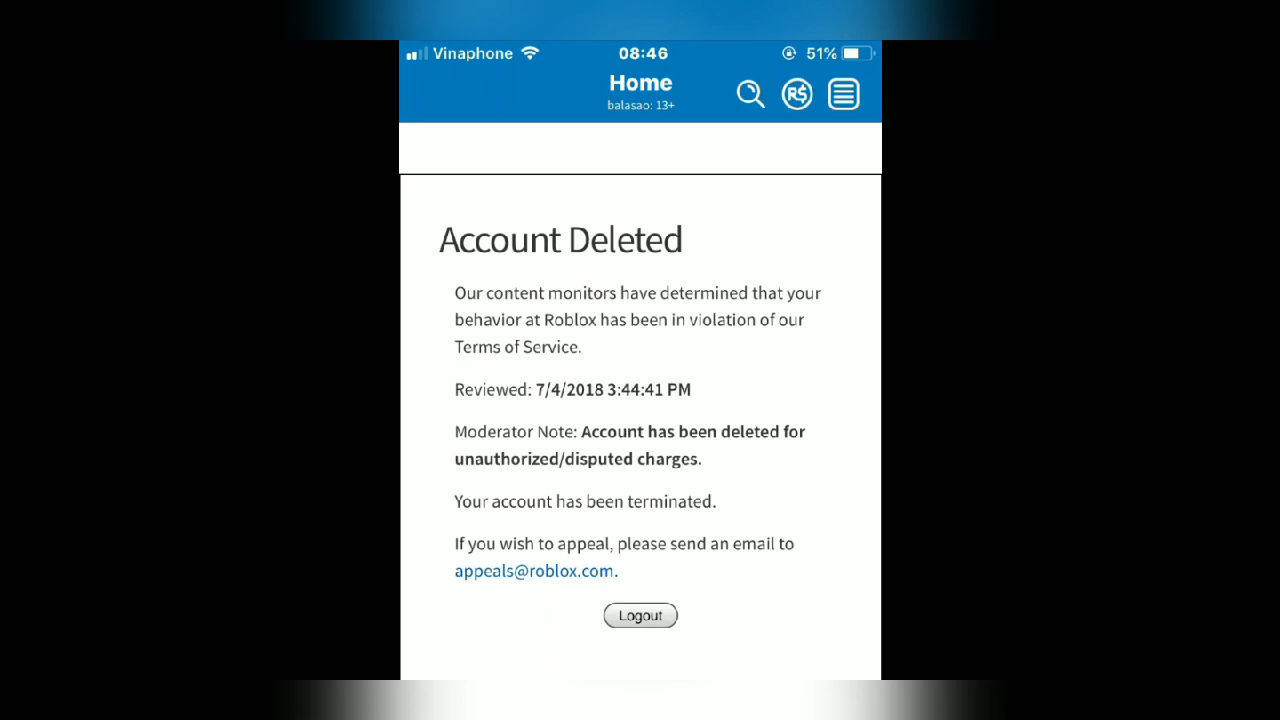 Vinaphone 08:46 51%
Home
balasao: 13+
R$
Account Deleted
Our content monitors have determined that your
behavior at Roblox has been in violation of our
Terms of Service.
Reviewed: 7/4/2018 3:44:41 PM
Moderator Note: Account has been deleted for
unauthorized/disputed charges.
Your account has been terminated.
If you wish to appeal, please send an email to
appeals@roblox.com.
Logout